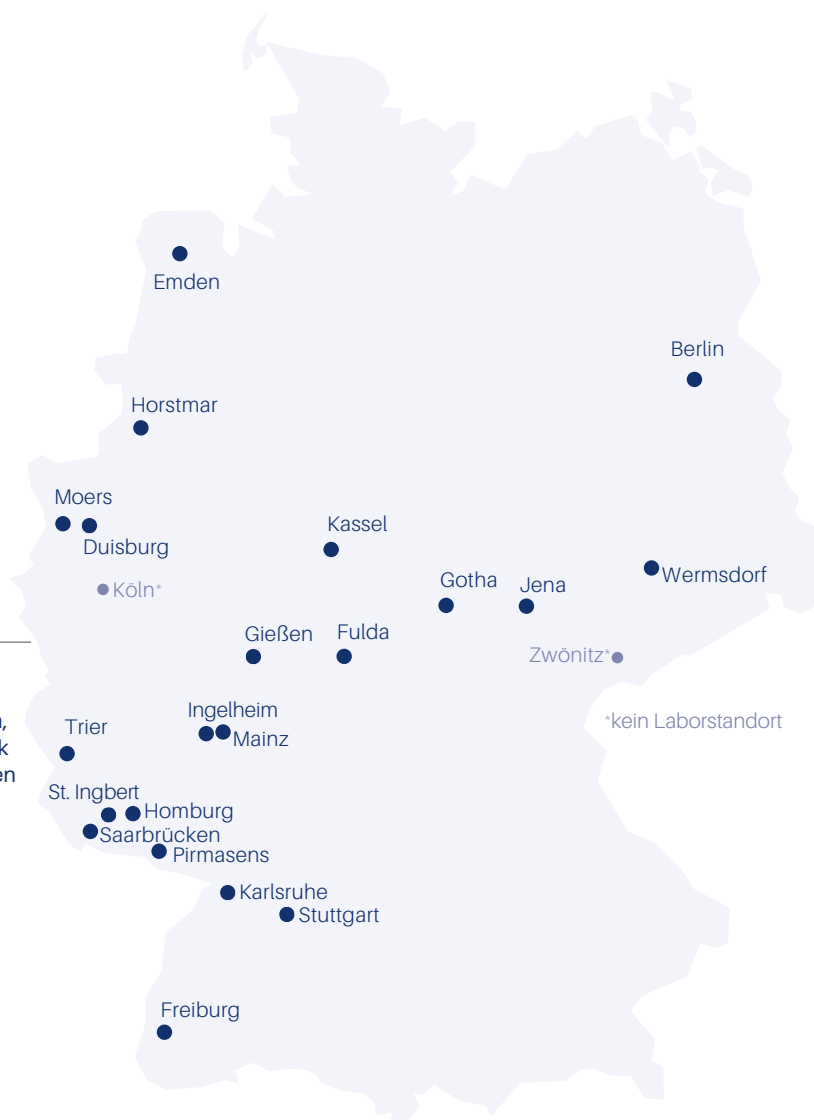 Emden
Berlin
Horstmar
Moers
Duisburg
Kassel
Köln*
Gotha
Jena
Wermsdorf
Gießen
Fulda
Zwönitz*
Ingelheim
Mainz
*kein Laborstandort
Trier
St. Ingbert
Homburg
Saarbrücken
Pirmasens
Karlsruhe
Stuttgart
Freiburg